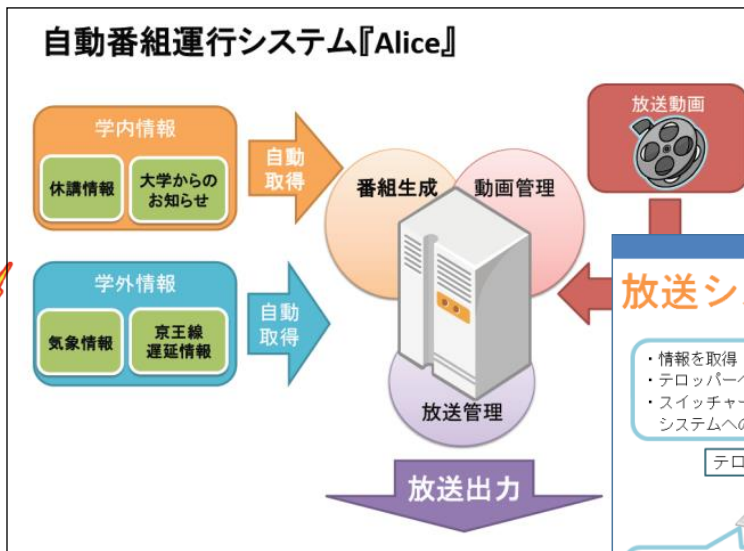 自動番組運行システム『Alice』
学内情報
休講情報
大学からの
お知らせ
自動
取得
学外情報
気象情報
京王線
遅延情報
自動
取得
番組生成
動画管理
放送管理
放送動画
放送出力
放送シ
・情報を取得
・テロッパーへ
・スイッチャー
システムへの
テロ